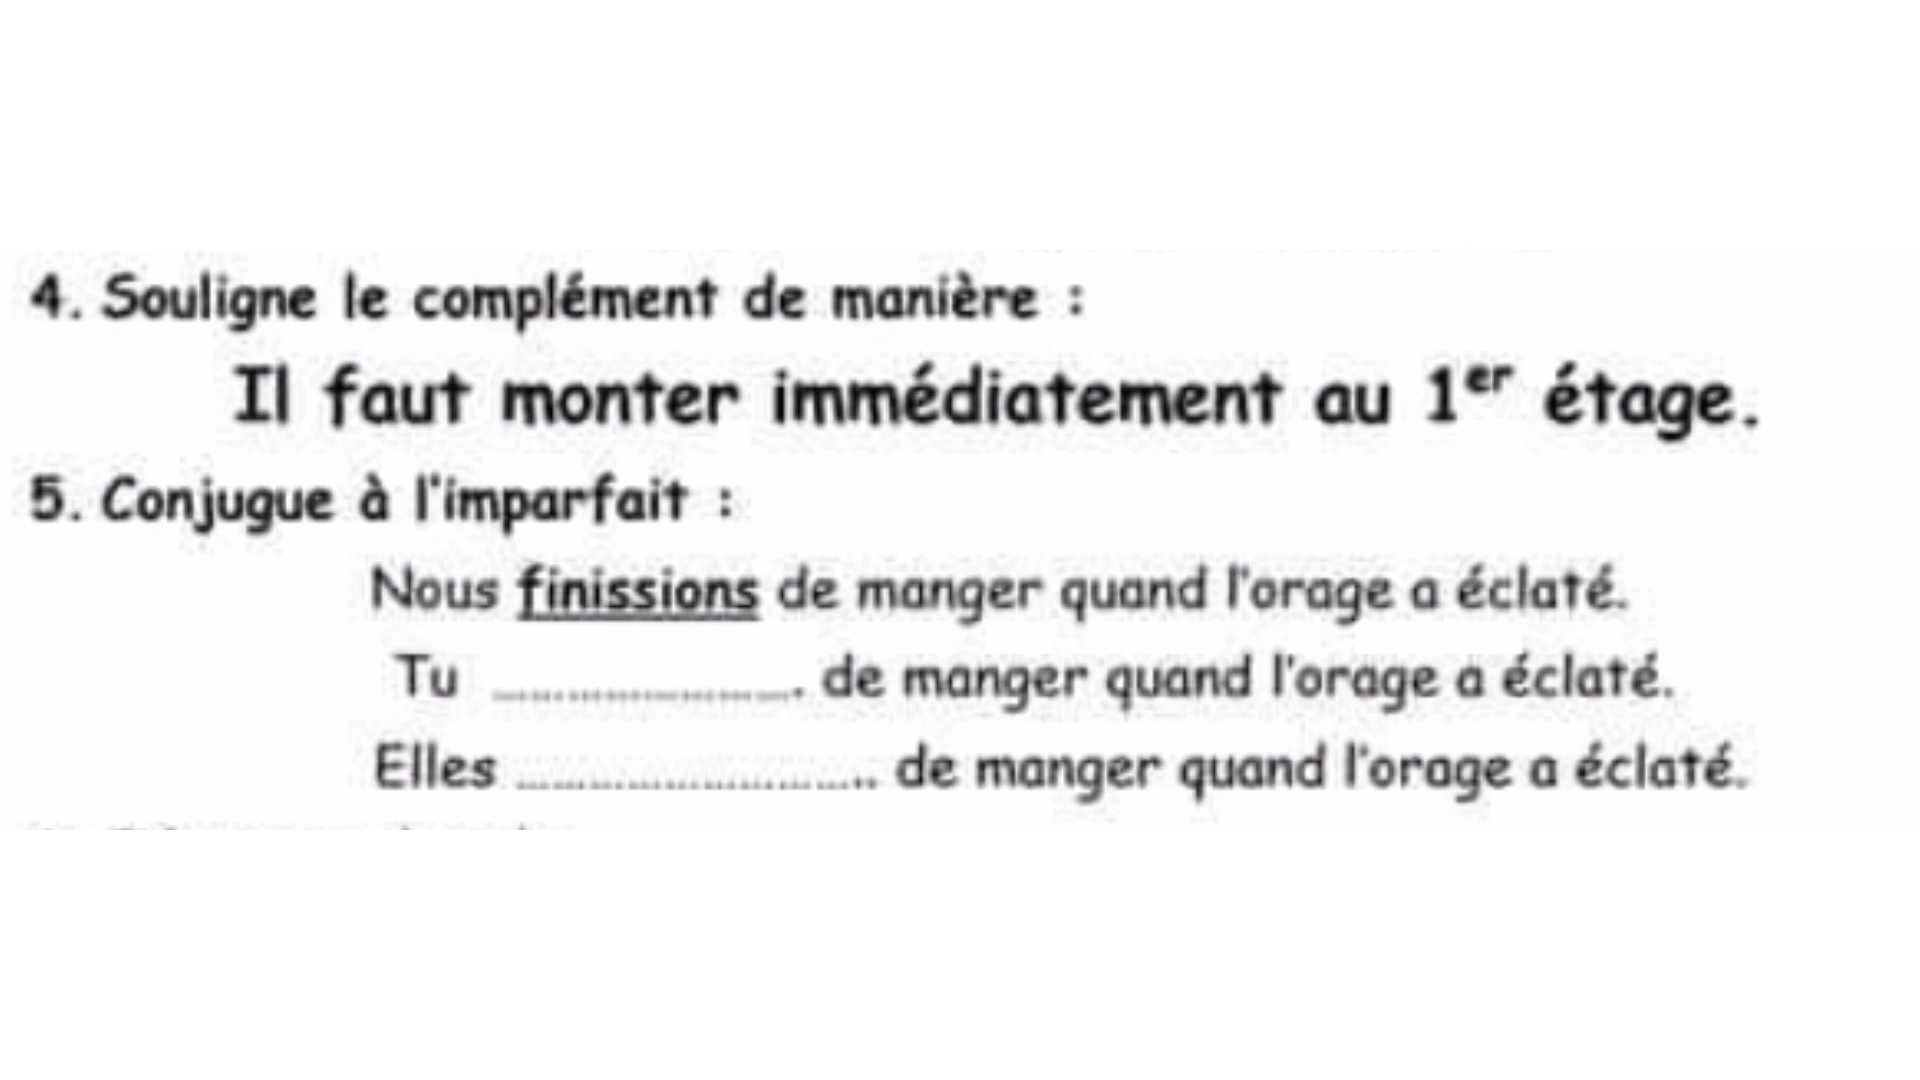 4. Souligne le complément de manière :
Il faut monter immédiatement au 1er étage.
5. Conjugue à l'imparfait :
Nous finissions de manger quand l'orage a éclaté.
Tu ........................ de manger quand l'orage a éclaté.
Elles ............................ de manger quand l'orage a éclaté.